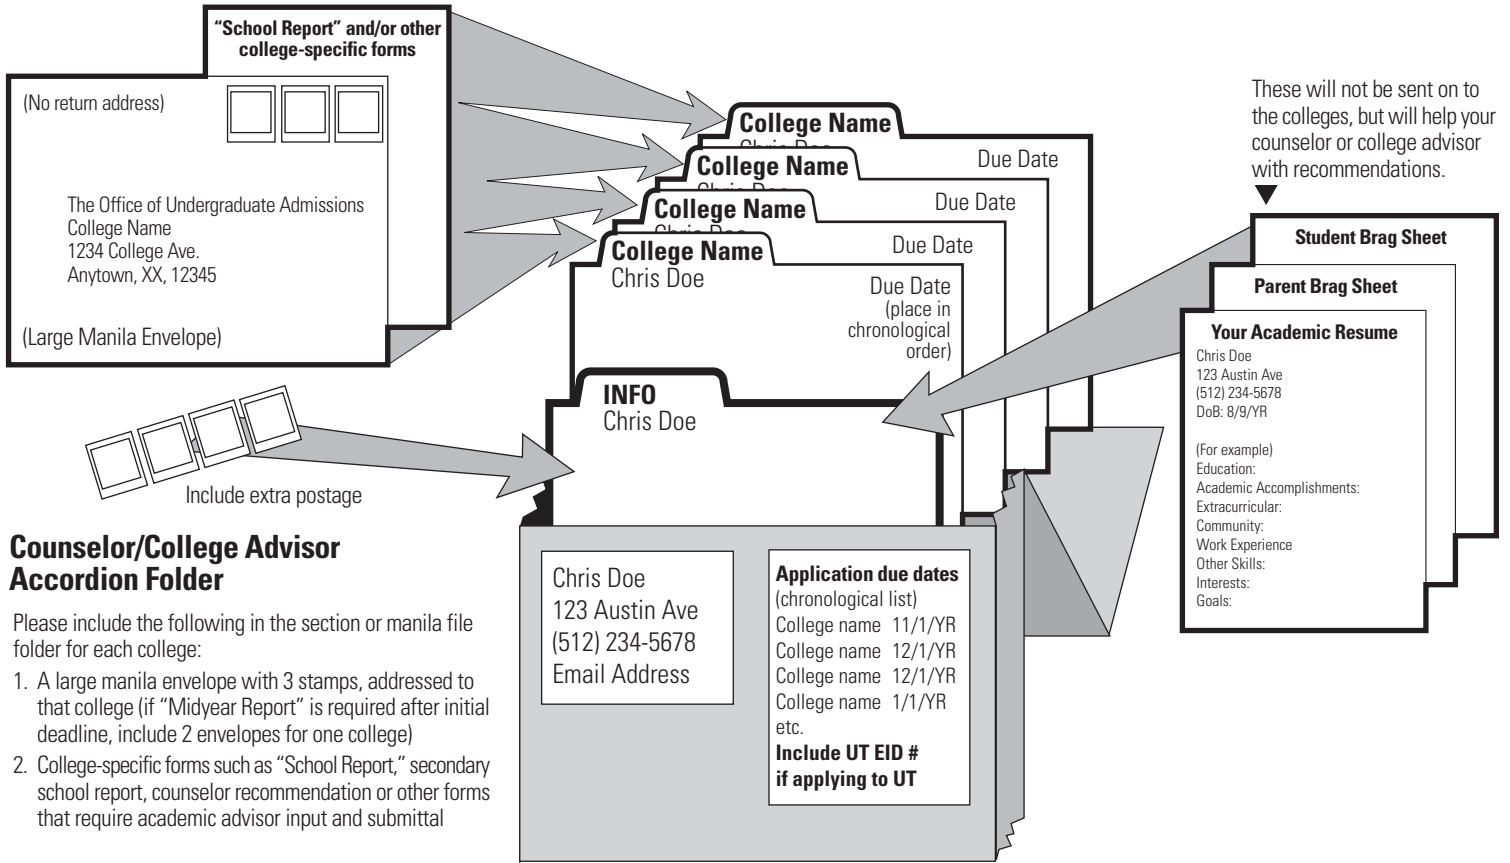 “School Report” and/or other
college-specific forms
(No return address)
The Office of Undergraduate Admissions
College Name
1234 College Ave.
Anytown, XX, 12345
(Large Manila Envelope)
College Name
Chris Doe
Due Date
College Name
Chris Doe
Due Date
College Name
Chris Doe
Due Date
College Name
Chris Doe
Due Date
(place in
chronological
order)
INFO
Chris Doe
These will not be sent on to
the colleges, but will help your
counselor or college advisor
with recommendations.
Student Brag Sheet
Parent Brag Sheet
Your Academic Resume
Chris Doe
123 Austin Ave
(512) 234-5678
DoB: 8/9/YR
(For example)
Education:
Academic Accomplishments:
Extracurricular:
Community:
Work Experience
Other Skills:
Interests:
Goals:
Include extra postage
Counselor/College Advisor
Accordion Folder
Please include the following in the section or manila file
folder for each college:
1. A large manila envelope with 3 stamps, addressed to
that college (if “Midyear Report” is required after initial
deadline, include 2 envelopes for one college)
2. College-specific forms such as “School Report,” secondary
school report, counselor recommendation or other forms
that require academic advisor input and submittal
Chris Doe
123 Austin Ave
(512) 234-5678
Email Address
Application due dates
(chronological list)
College name 11/1/YR
College name 12/1/YR
College name 12/1/YR
College name 1/1/YR
etc.
Include UT EID #
if applying to UT